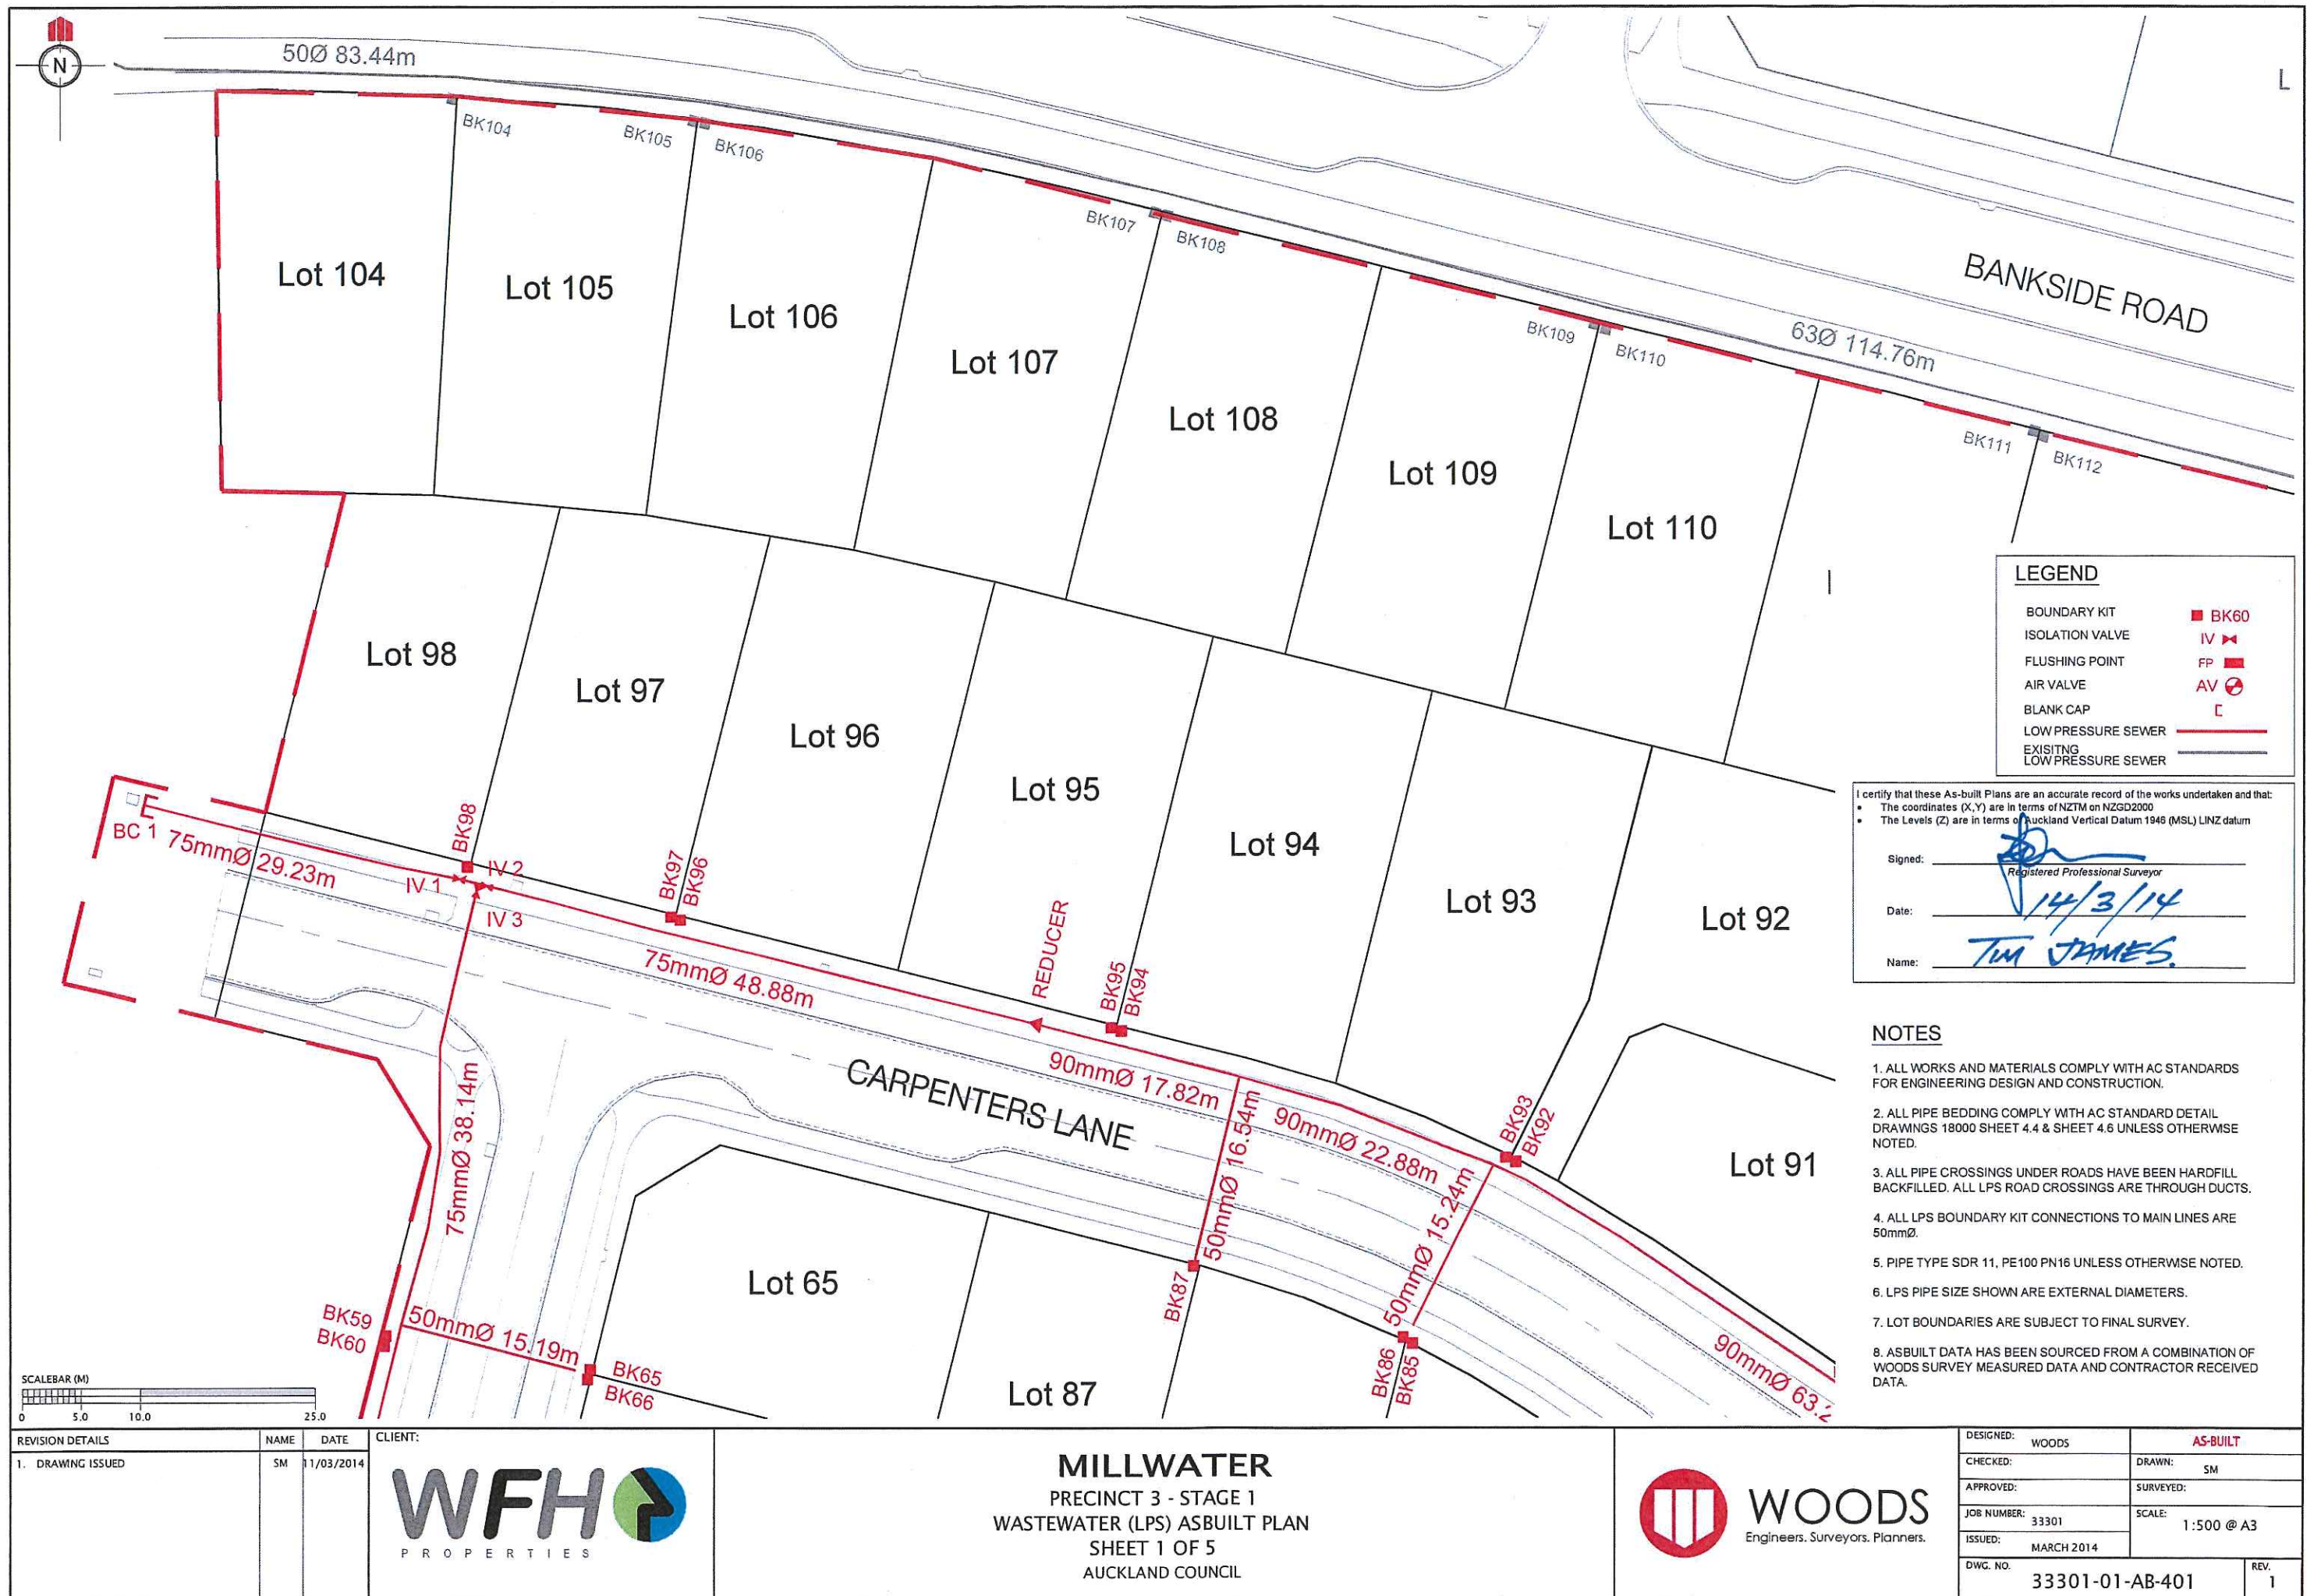 N
50Ø 83.44m
L
BK104
BK105
BK106
BK107
BK108
BANKSIDE ROAD
63Ø 114.76m
BK109
BK110
BK111
BK112
Lot 104
Lot 105
Lot 106
Lot 107
Lot 108
Lot 109
Lot 110
Lot 98
Lot 97
Lot 96
Lot 95
Lot 94
Lot 93
Lot 92
Lot 91
LEGEND
BOUNDARY KIT BK60
ISOLATION VALVE IV
FLUSHING POINT FP
AIR VALVE AV
BLANK CAP
LOW PRESSURE SEWER
EXISITNG
LOW PRESSURE SEWER
I certify that these As-built Plans are an accurate record of the works undertaken and that:
• The coordinates (X,Y) are in terms of NZTM on NZGD2000
• The Levels (Z) are in terms of Auckland Vertical Datum 1946 (MSL) LINZ datum
Signed:
Registered Professional Surveyor
Date: 14/3/14
Name: TIM JAMES.
BC 1
75mmØ 29.23m
BK98
IV 1
IV 2
IV 3
BK97
BK96
75mmØ 48.88m
REDUCER
BK95
BK94
90mmØ 17.82m
CARPENTERS LANE
75mmØ 38.14m
50mmØ 16.54m
90mmØ 22.88m
BK93
BK92
50mmØ 15.24m
90mmØ 63.2
Lot 65
Lot 87
BK87
BK86
BK85
BK59
BK60
50mmØ 15.19m
BK65
BK66
NOTES
1. ALL WORKS AND MATERIALS COMPLY WITH AC STANDARDS
FOR ENGINEERING DESIGN AND CONSTRUCTION.
2. ALL PIPE BEDDING COMPLY WITH AC STANDARD DETAIL
DRAWINGS 18000 SHEET 4.4 & SHEET 4.6 UNLESS OTHERWISE
NOTED.
3. ALL PIPE CROSSINGS UNDER ROADS HAVE BEEN HARDFILL
BACKFILLED. ALL LPS ROAD CROSSINGS ARE THROUGH DUCTS.
4. ALL LPS BOUNDARY KIT CONNECTIONS TO MAIN LINES ARE
50mmØ.
5. PIPE TYPE SDR 11, PE100 PN16 UNLESS OTHERWISE NOTED.
6. LPS PIPE SIZE SHOWN ARE EXTERNAL DIAMETERS.
7. LOT BOUNDARIES ARE SUBJECT TO FINAL SURVEY.
8. ASBUILT DATA HAS BEEN SOURCED FROM A COMBINATION OF
WOODS SURVEY MEASURED DATA AND CONTRACTOR RECEIVED
DATA.
SCALEBAR (M)
0 5.0 10.0 25.0
REVISION DETAILS NAME DATE
1. DRAWING ISSUED SM 11/03/2014
CLIENT:
WFH
PROPERTIES
MILLWATER
PRECINCT 3 - STAGE 1
WASTEWATER (LPS) ASBUILT PLAN
SHEET 1 OF 5
AUCKLAND COUNCIL
WOODS
Engineers. Surveyors. Planners.
DESIGNED: WOODS AS-BUILT
CHECKED: DRAWN: SM
APPROVED: SURVEYED:
JOB NUMBER: 33301 SCALE: 1:500 @ A3
ISSUED: MARCH 2014
DWG. NO. 33301-01-AB-401 REV. 1